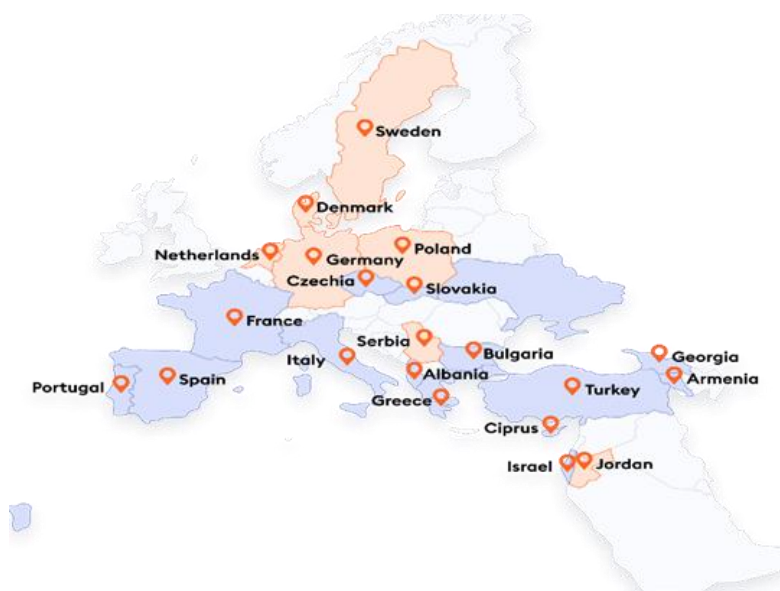 Sweden
Denmark
Netherlands
Germany
Poland
Czechia
Slovakia
France
Serbia
Bulgaria
Italy
Georgia
Albania
Armenia
Portugal
Spain
Greece
Turkey
Ciprus
Israel
Jordan